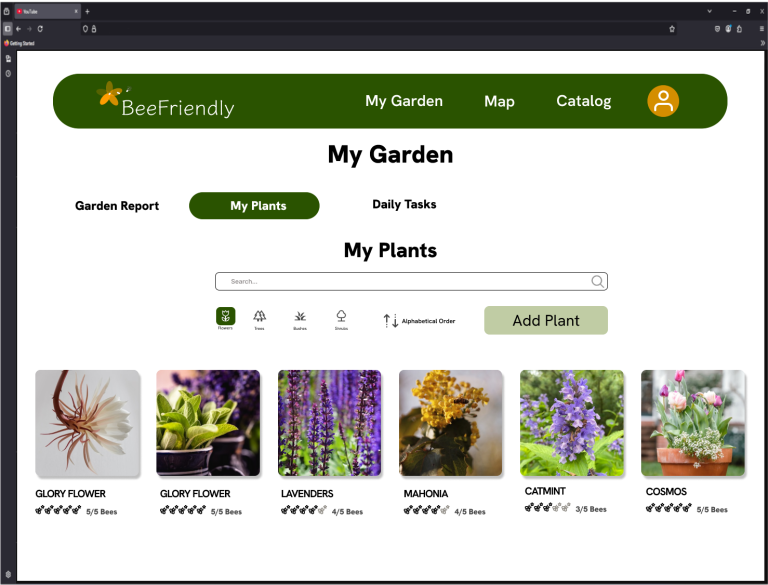 YouTube
Getting Started
BeeFriendly
My Garden
Map
Catalog
My Garden
Garden Report
My Plants
Daily Tasks
My Plants
Search...
Flowers
Trees
Bushes
Alphabetical Order
Add Plant
GLORY FLOWER
GLORY FLOWER
LAVENDERS
MAHONIA
CATMINT
COSMOS
5/5 Bees
5/5 Bees
4/5 Bees
4/5 Bees
3/5 Bees
5/5 Bees